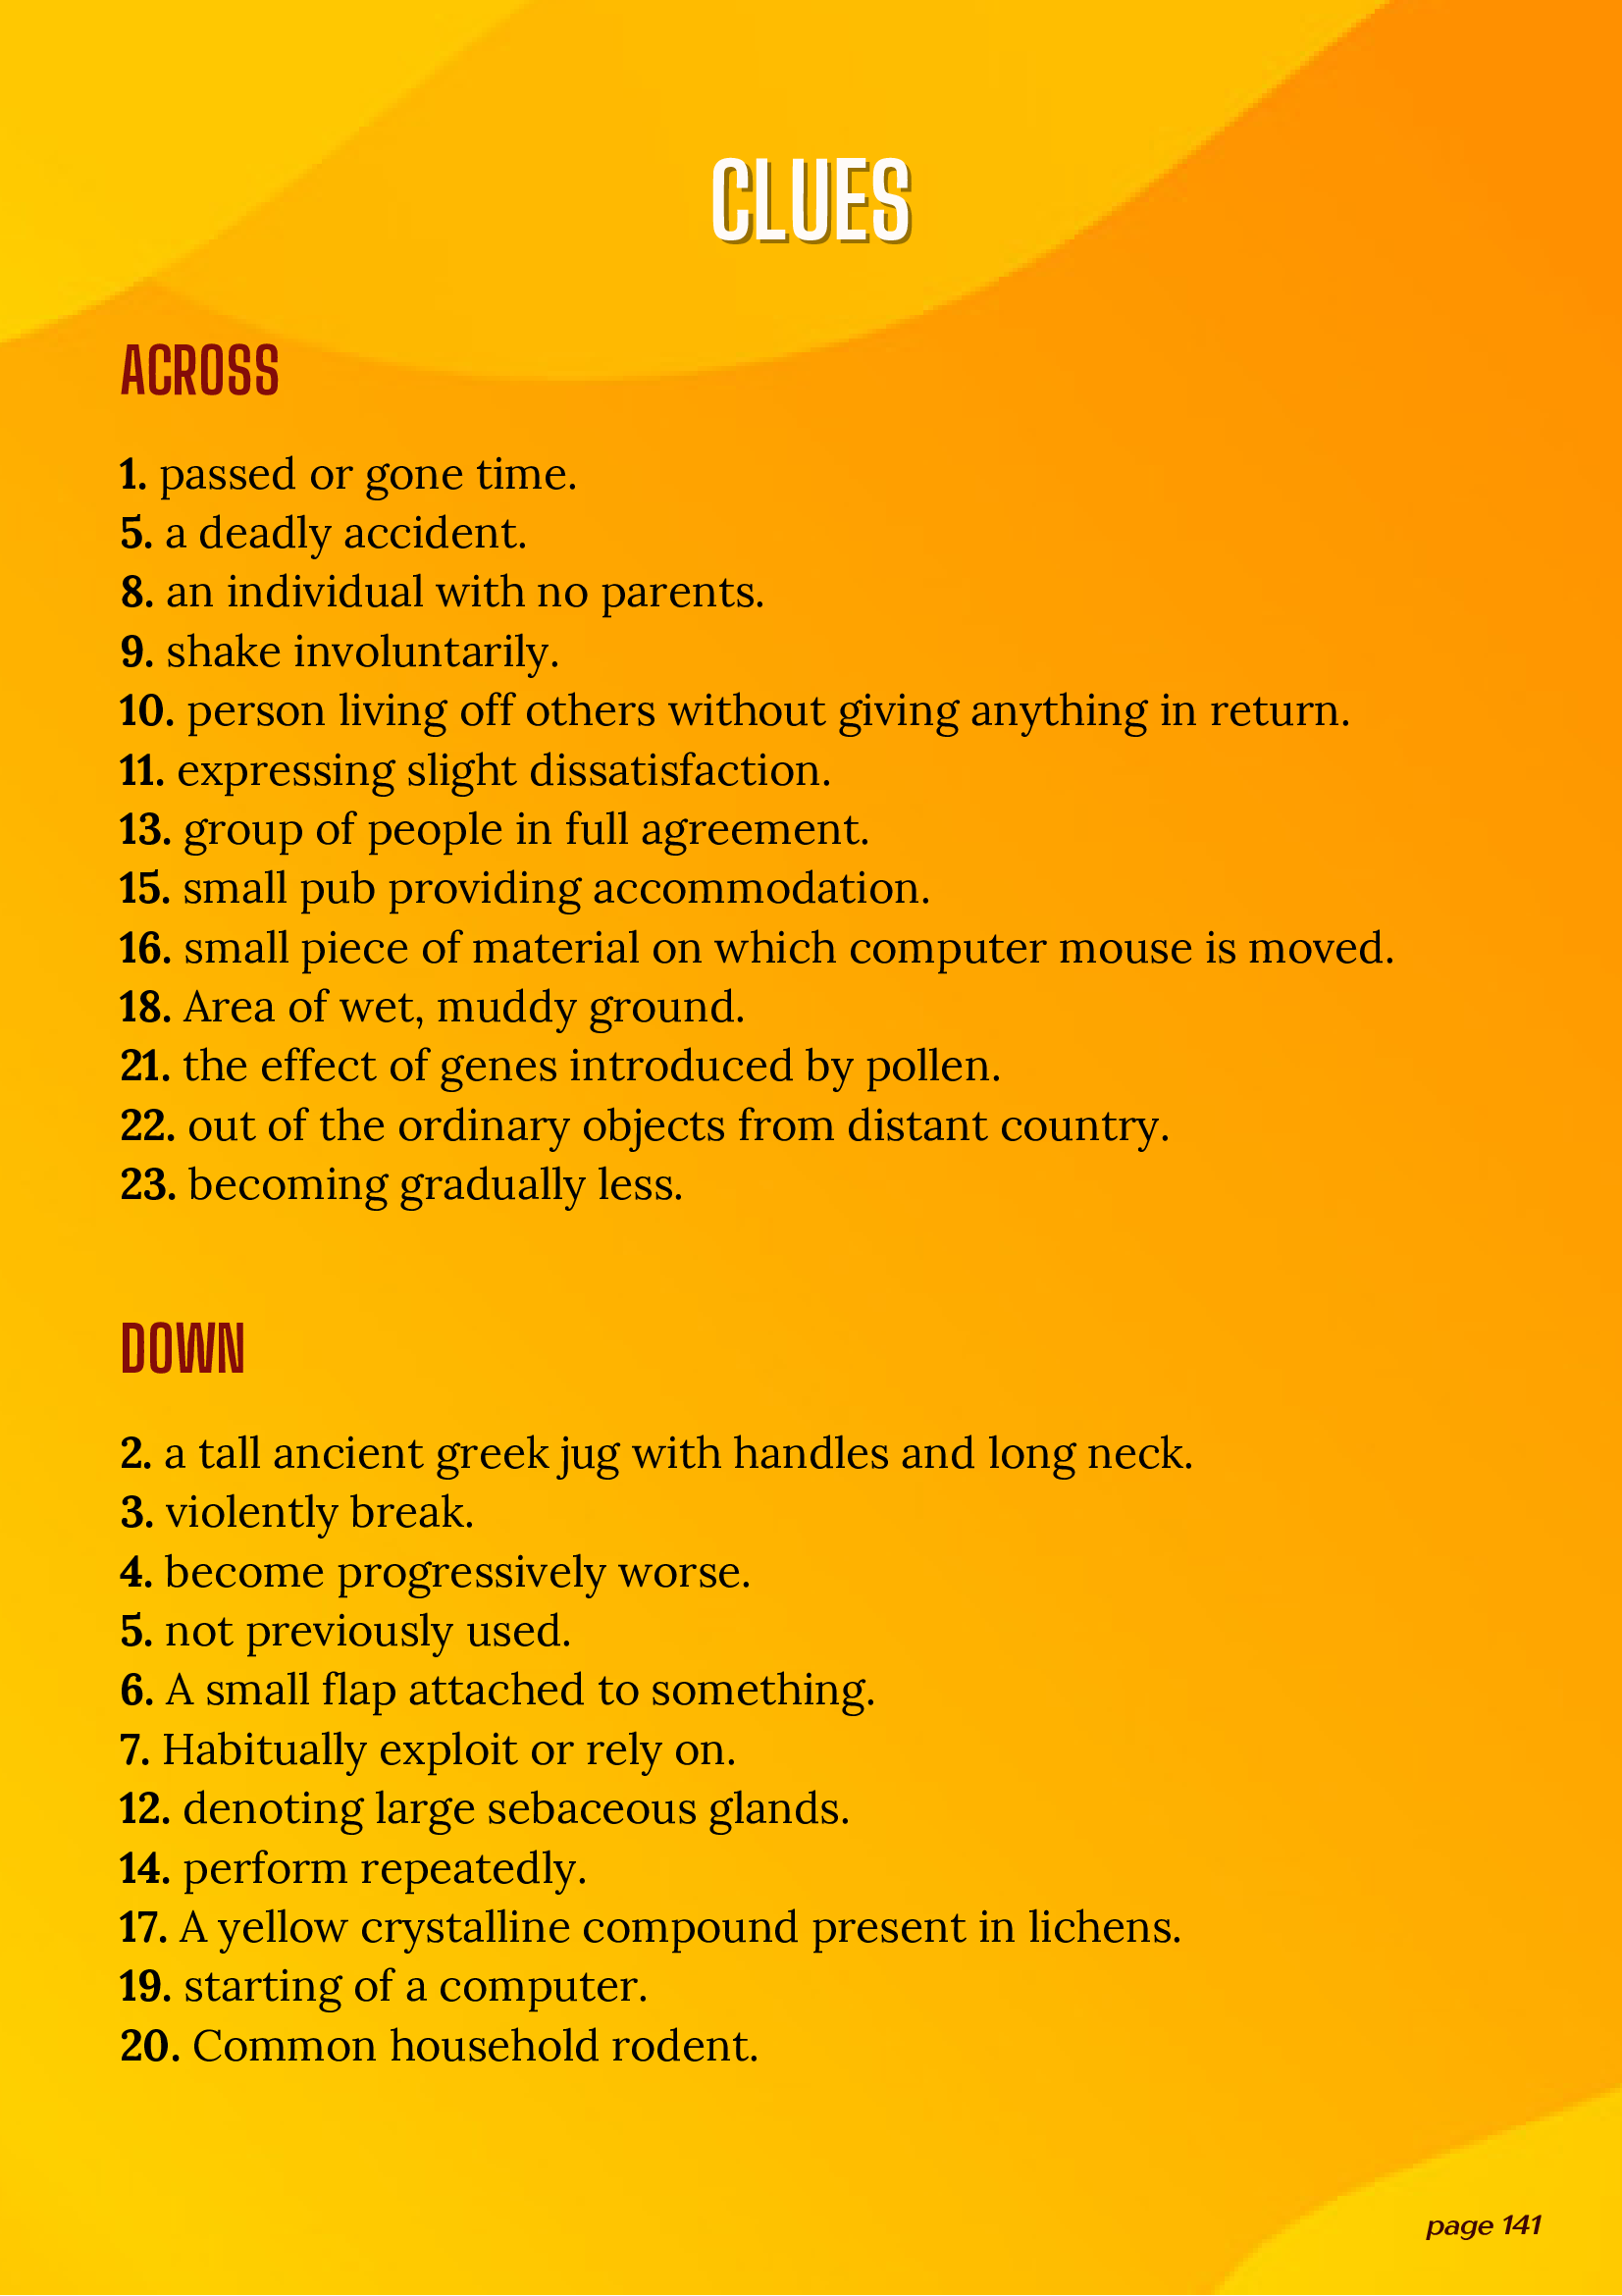 CLUES
ACROSS
1. passed or gone time.
5. a deadly accident.
8. an individual with no parents.
9. shake involuntarily.
10. person living off others without giving anything in return.
11. expressing slight dissatisfaction.
13. group of people in full agreement.
15. small pub providing accommodation.
16. small piece of material on which computer mouse is moved.
18. Area of wet, muddy ground.
21. the effect of genes introduced by pollen.
22. out of the ordinary objects from distant country.
23. becoming gradually less.
DOWN
2. a tall ancient greek jug with handles and long neck.
3. violently break.
4. become progressively worse.
5. not previously used.
6. A small flap attached to something.
7. Habitually exploit or rely on.
12. denoting large sebaceous glands.
14. perform repeatedly.
17. A yellow crystalline compound present in lichens.
19. starting of a computer.
20. Common household rodent.
page 141